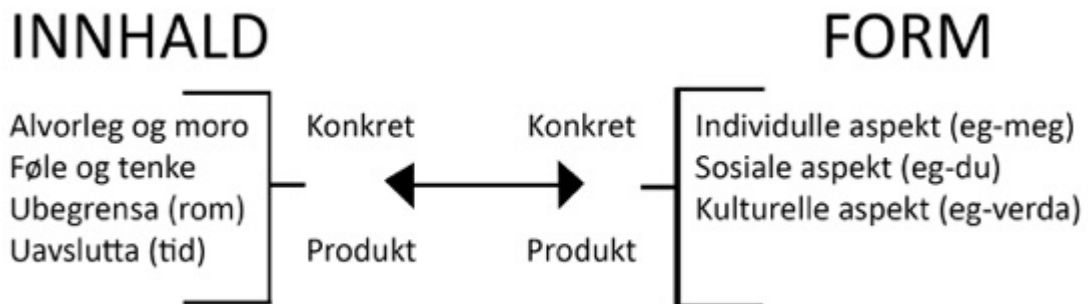 INNHALD
FORM
Alvorleg og moro
Føle og tenke
Ubegrensa (rom)
Uavslutta (tid)
Konkret
Produkt
Konkret
Produkt
Individulle aspekt (eg-meg)
Sosiale aspekt (eg-du)
Kulturelle aspekt (eg-verda)